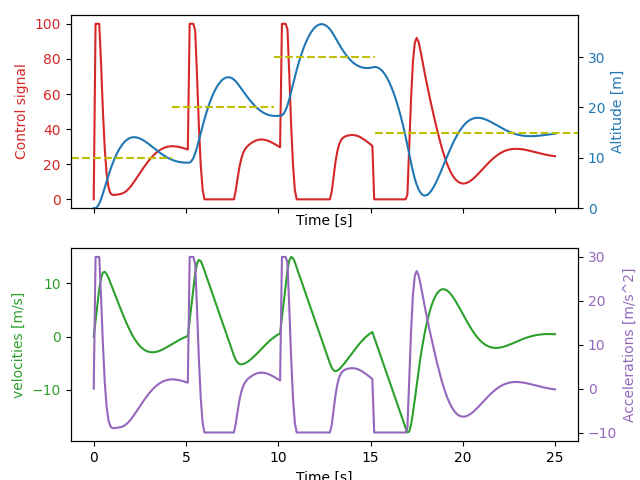 100
80
60
40
20
0
Control signal
30
20
10
0
Altitude [m]
Time [s]
10
0
−10
velocities [m/s]
30
20
10
0
−10
Accelerations [m/s^2]
0 5 10 15 20 25
Time [s]